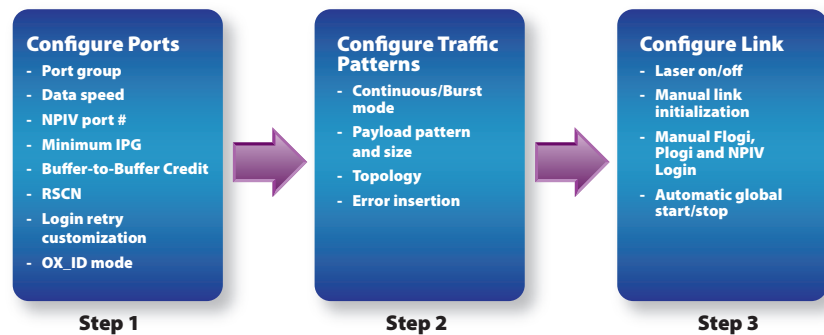 Configure Ports
- Port group
- Data speed
- NPIV port #
- Minimum IPG
- Buffer-to-Buffer Credit
- RSCN
- Login retry
customization
- OX_ID mode
Step 1
Configure Traffic
Patterns
- Continuous/Burst
mode
- Payload pattern
and size
- Topology
- Error insertion
Step 2
Configure Link
- Laser on/off
- Manual link
initialization
- Manual Flogi,
Plogi and NPIV
Login
- Automatic global
start/stop
Step 3